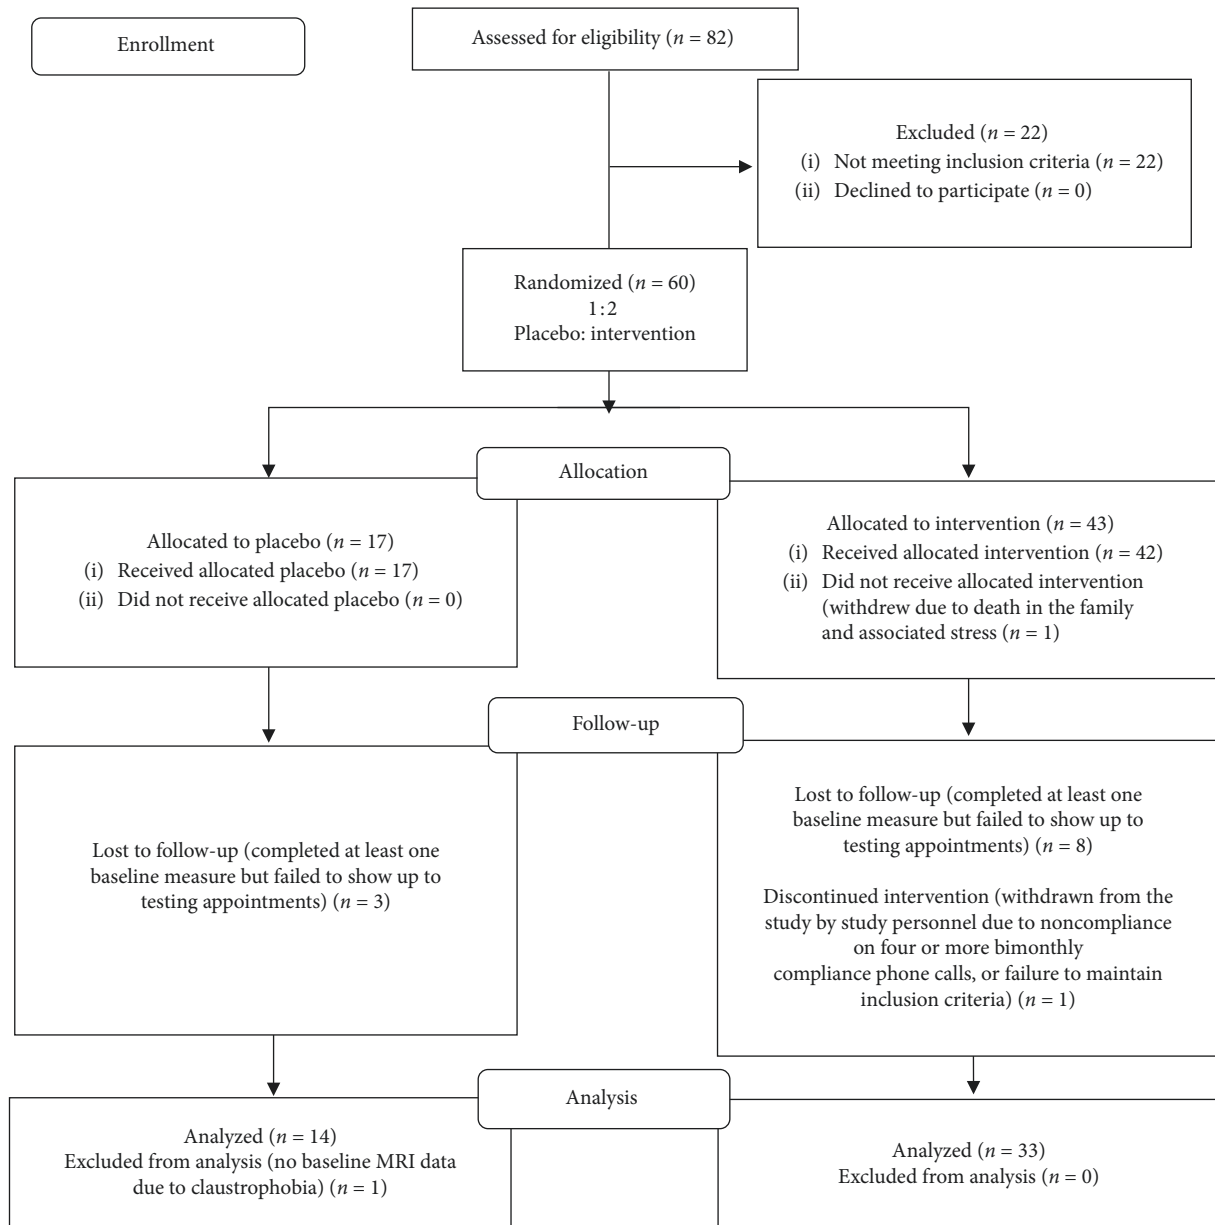 Enrollment
Assessed for eligibility (n = 82)
Excluded (n = 22)
(i) Not meeting inclusion criteria (n = 22)
(ii) Declined to participate (n = 0)
Randomized (n = 60)
1:2
Placebo: intervention
Allocation
Allocated to placebo (n = 17)
(i) Received allocated placebo (n = 17)
(ii) Did not receive allocated placebo (n = 0)
Allocated to intervention (n = 43)
(i) Received allocated intervention (n = 42)
(ii) Did not receive allocated intervention
(withdrew due to death in the family
and associated stress (n = 1)
Follow-up
Lost to follow-up (completed at least one
baseline measure but failed to show up to
testing appointments) (n = 3)
Lost to follow-up (completed at least one
baseline measure but failed to show up to
testing appointments) (n = 8)
Discontinued intervention (withdrawn from the
study by study personnel due to noncompliance
on four or more bimonthly
compliance phone calls, or failure to maintain
inclusion criteria) (n = 1)
Analysis
Analyzed (n = 14)
Excluded from analysis (no baseline MRI data
due to claustrophobia) (n = 1)
Analyzed (n = 33)
Excluded from analysis (n = 0)